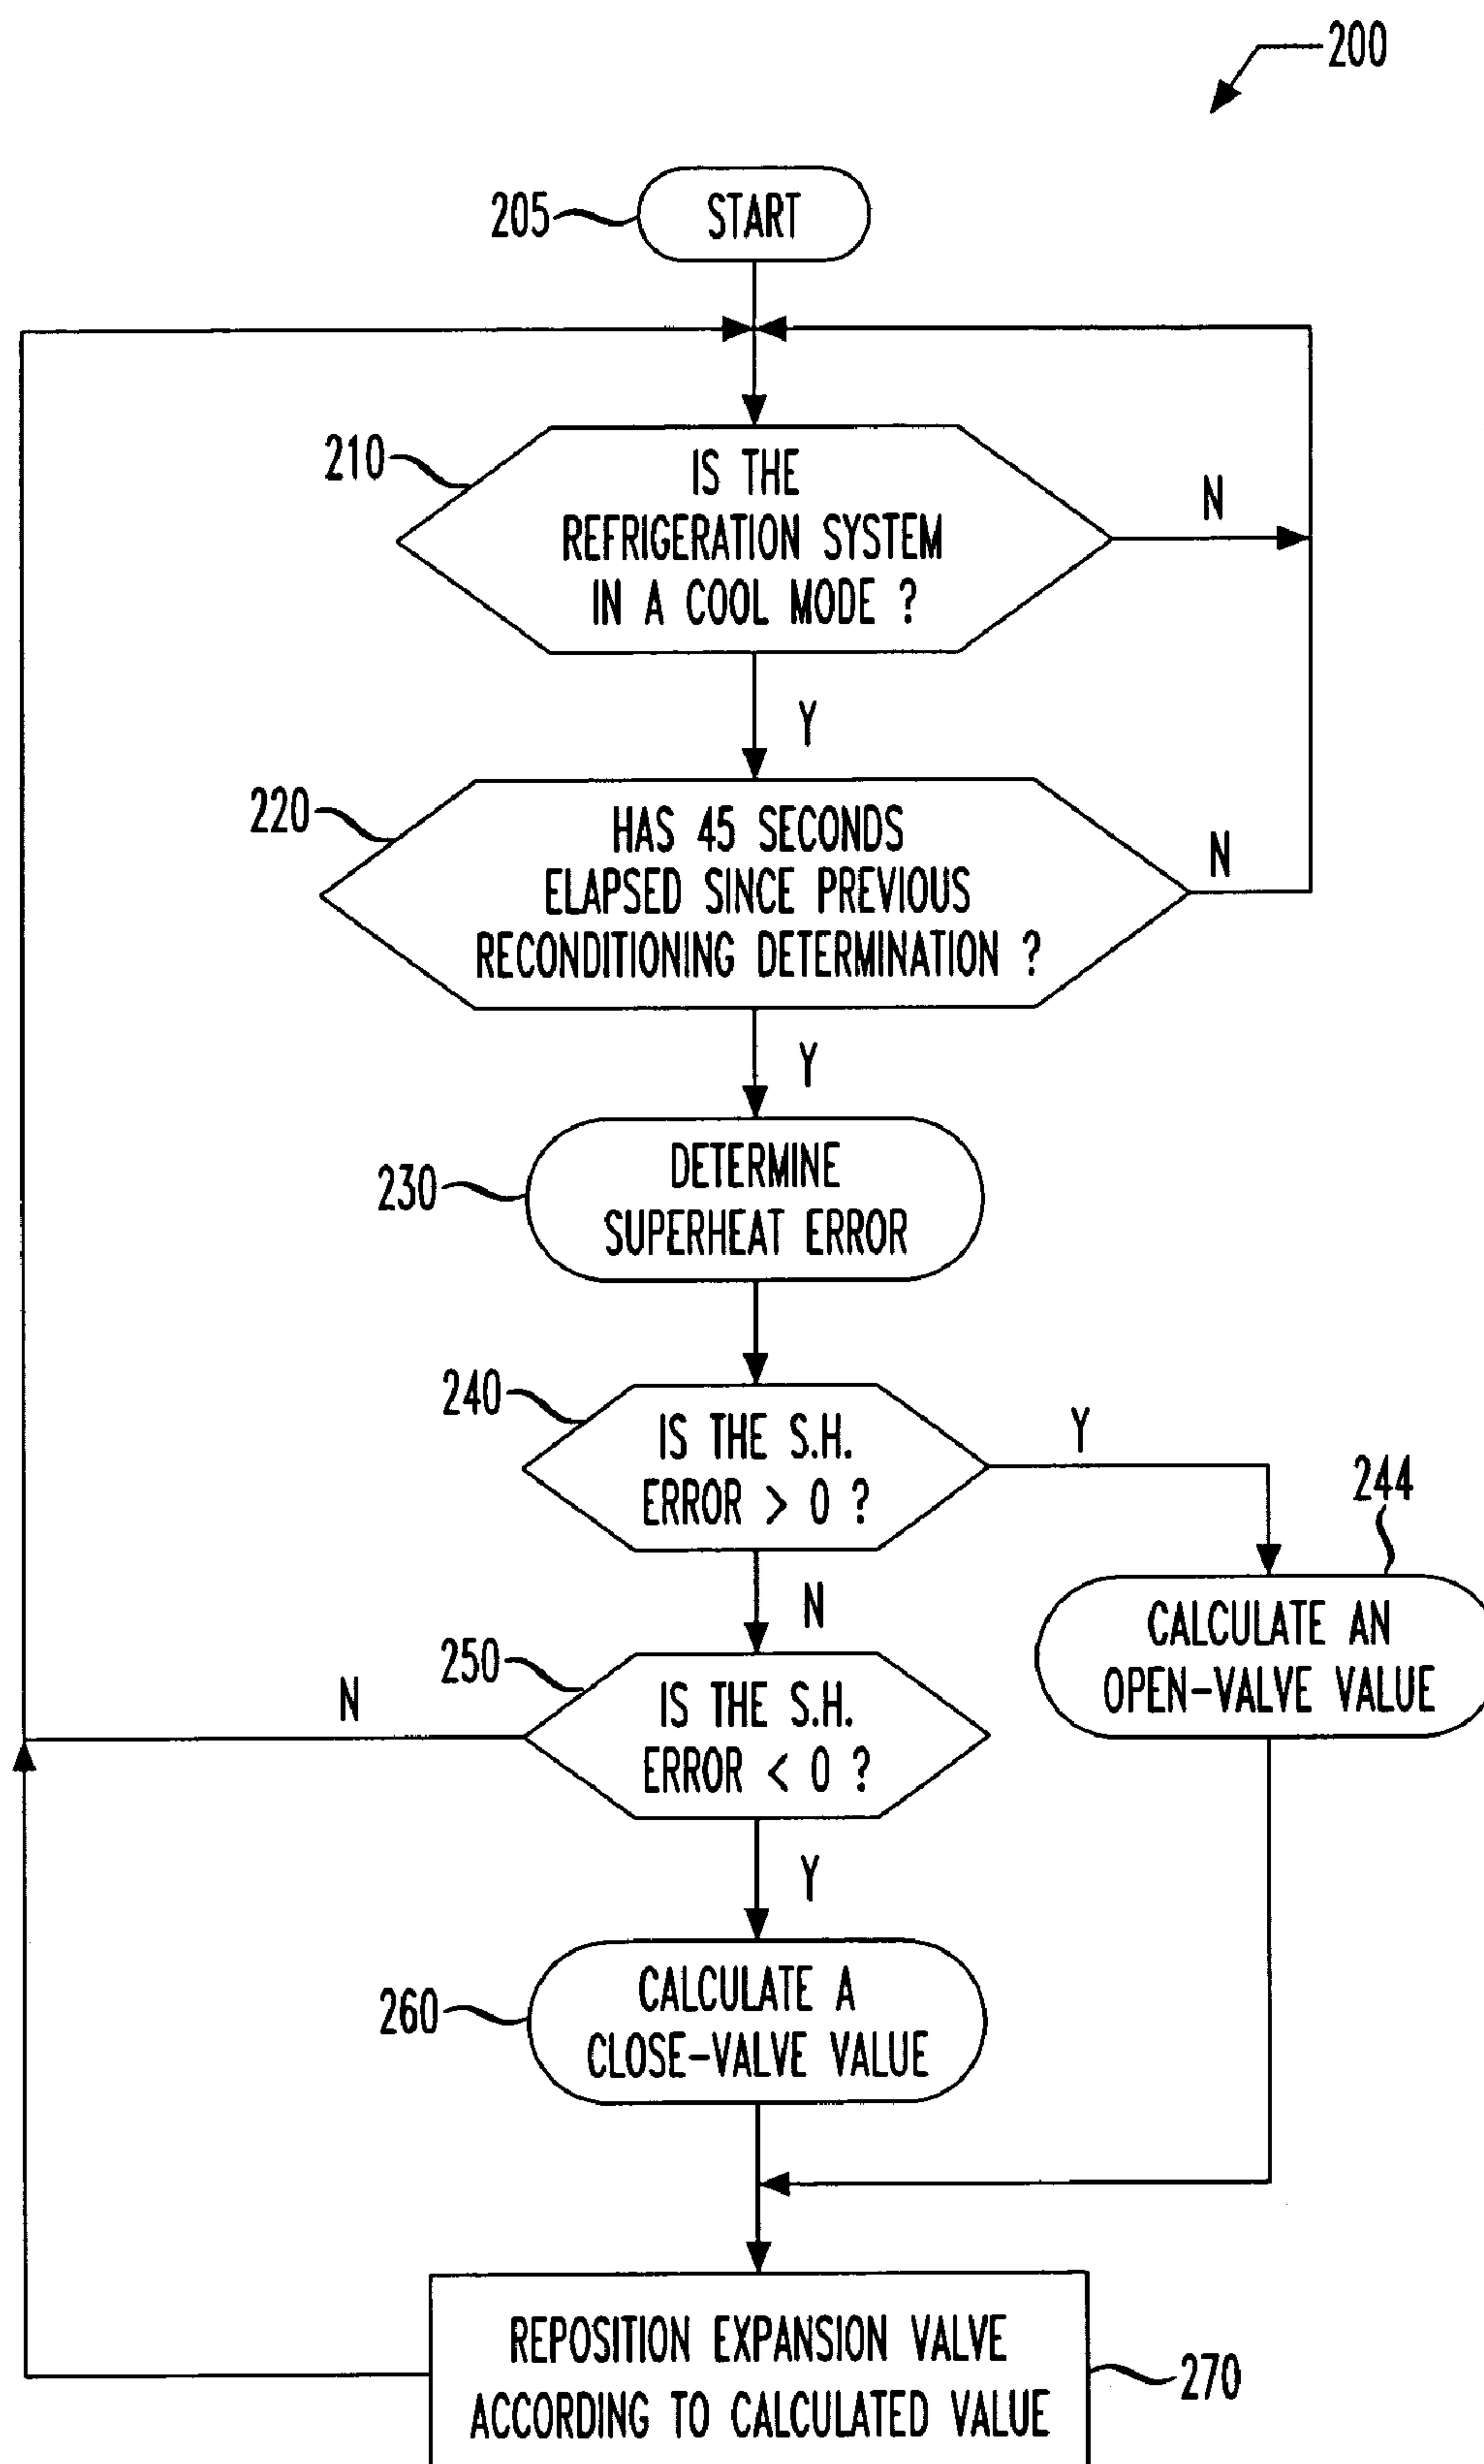 200
205
START
210
IS THE
REFRIGERATION SYSTEM
IN A COOL MODE ?
N
Y
220
HAS 45 SECONDS
ELAPSED SINCE PREVIOUS
RECONDITIONING DETERMINATION ?
N
Y
230
DETERMINE
SUPERHEAT ERROR
240
IS THE S.H.
ERROR > 0 ?
Y
244
CALCULATE AN
OPEN-VALVE VALUE
N
250
IS THE S.H.
ERROR < 0 ?
N
Y
260
CALCULATE A
CLOSE-VALVE VALUE
REPOSITION EXPANSION VALVE
ACCORDING TO CALCULATED VALUE
270